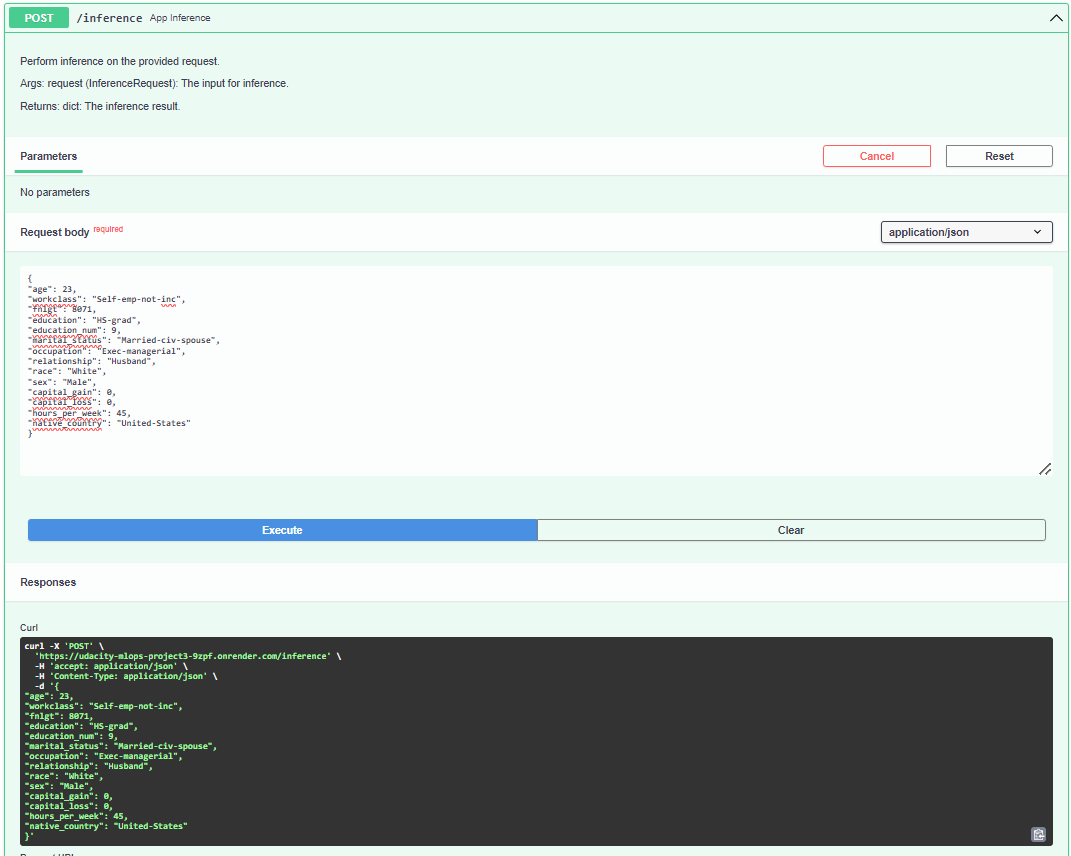 POST /inference App Inference
Perform inference on the provided request.
Args: request (InferenceRequest): The input for inference.
Returns: dict: The inference result.
Parameters Cancel Reset
No parameters
Request body required application/json
{
"age": 23,
"workclass": "Self-emp-not-inc",
"fnlgt": 8071,
"education": "HS-grad",
"education_num": 9,
"marital_status": "Married-civ-spouse",
"occupation": "Exec-managerial",
"relationship": "Husband",
"race": "White",
"sex": "Male",
"capital_gain": 0,
"capital_loss": 0,
"hours_per_week": 45,
"native_country": "United-States"
}
Execute Clear
Responses
Curl
curl -X 'POST' \
'https://udacity-mlops-project3-9zpf.onrender.com/inference' \
-H 'accept: application/json' \
-H 'Content-Type: application/json' \
-d '{
"age": 23,
"workclass": "Self-emp-not-inc",
"fnlgt": 8071,
"education": "HS-grad",
"education_num": 9,
"marital_status": "Married-civ-spouse",
"occupation": "Exec-managerial",
"relationship": "Husband",
"race": "White",
"sex": "Male",
"capital_gain": 0,
"capital_loss": 0,
"hours_per_week": 45,
"native_country": "United-States"
}'